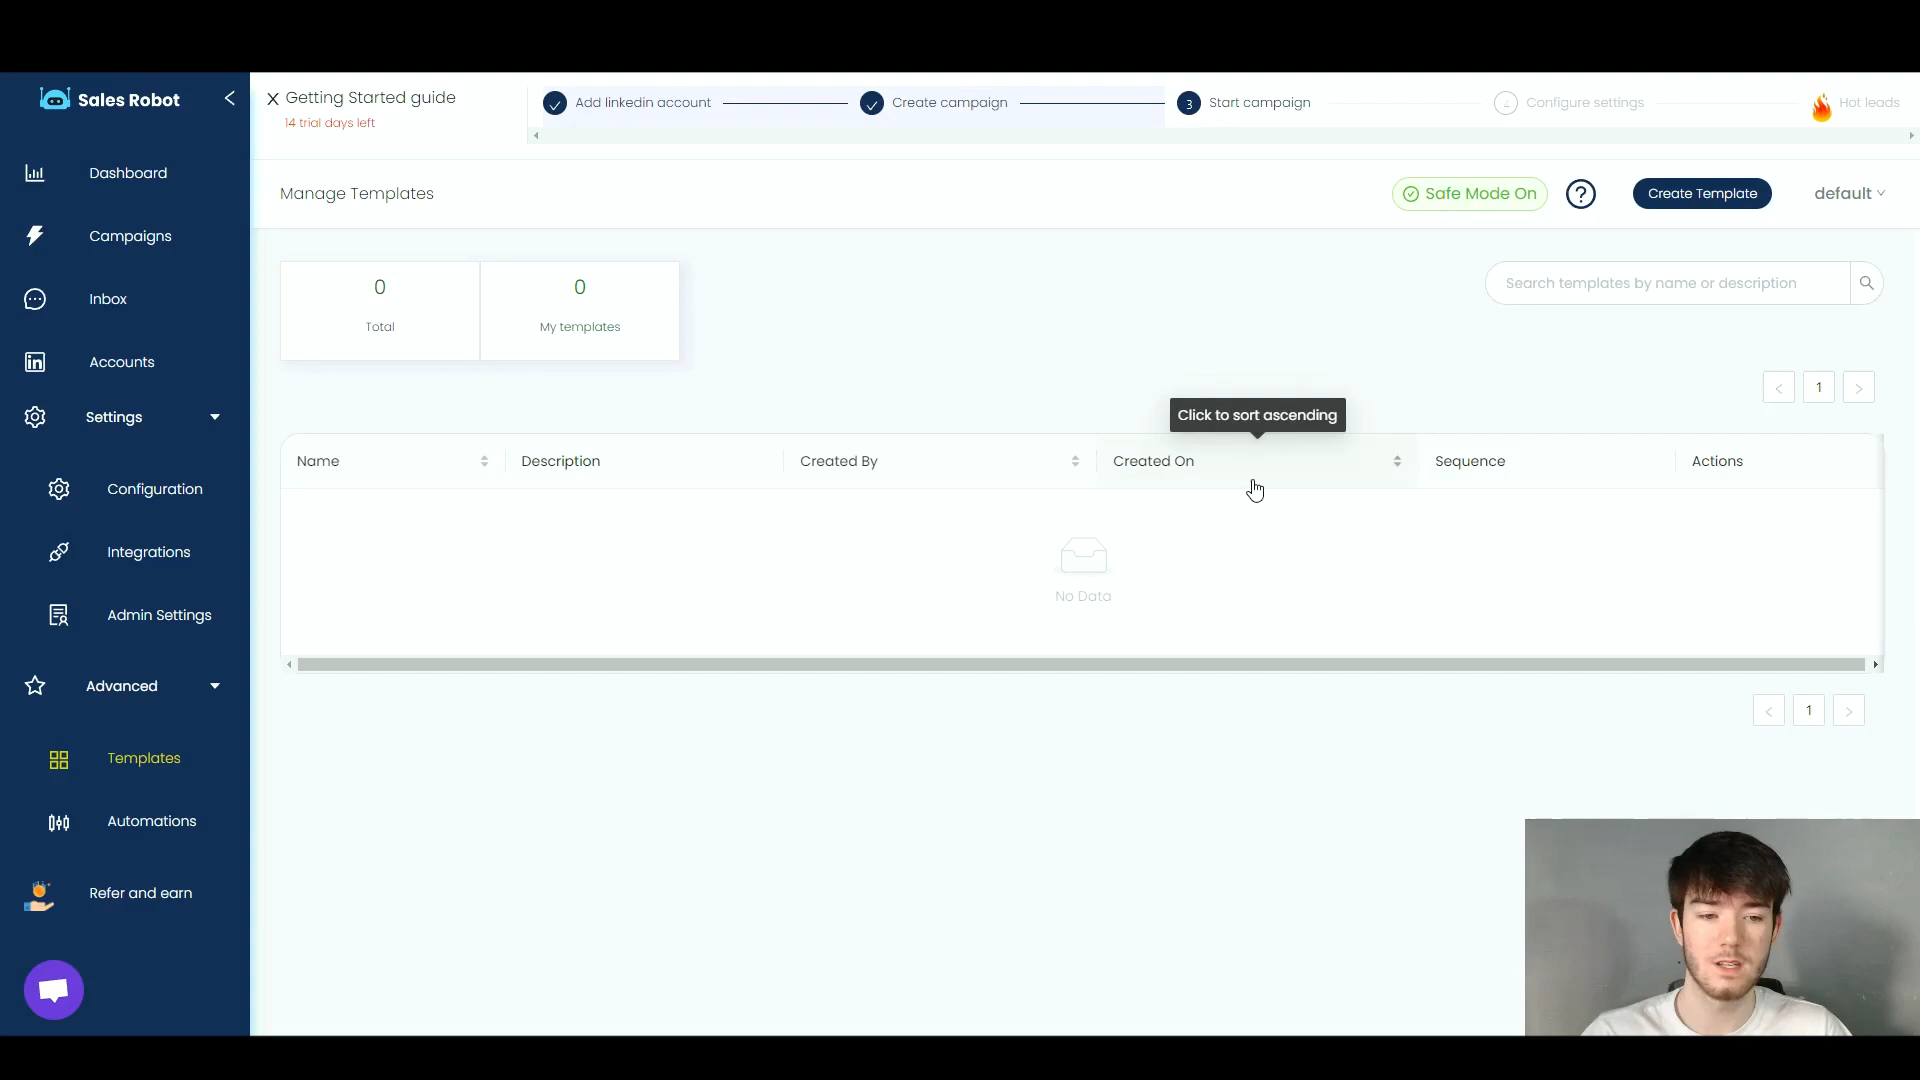 Sales Robot
Getting Started guide
14 trial days left
Add linkedin account
Create campaign
3 Start campaign
4 Configure settings
Hot leads
Dashboard
Campaigns
Inbox
Accounts
Settings
Configuration
Integrations
Admin Settings
Advanced
Templates
Automations
Refer and earn
Manage Templates
Safe Mode On
?
Create Template
default
0
Total
0
My templates
Search templates by name or description
< 1 >
Click to sort ascending
Name Description Created By Created On Sequence Actions
No Data
< 1 >